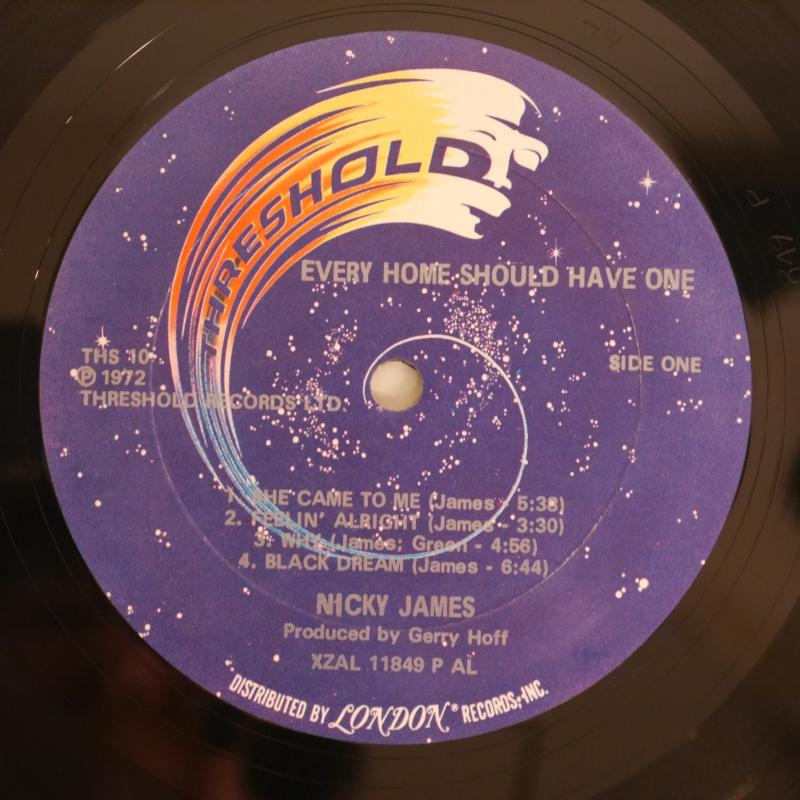 THRESHOLD
EVERY HOME SHOULD HAVE ONE
THS 10
SIDE ONE
Ⓟ 1972
THRESHOLD RECORDS LTD.
1. SHE CAME TO ME (James - 5:38)
2. FEELIN' ALRIGHT (James - 3:30)
3. WHY (James; Green - 4:56)
4. BLACK DREAM (James - 6:44)
NICKY JAMES
Produced by Gerry Hoff
XZAL 11849 P AL
DISTRIBUTED BY LONDON® RECORDS, INC.